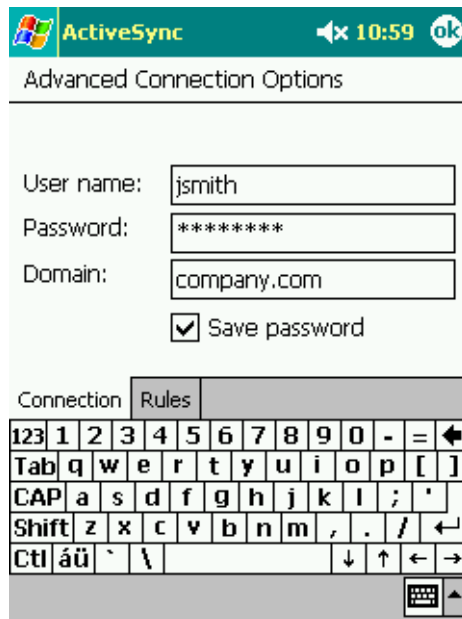 ActiveSync 10:59 ok
Advanced Connection Options
User name: jsmith
Password: ********
Domain: company.com
Save password
Connection Rules
123 1 2 3 4 5 6 7 8 9 0 - = 
Tab q w e r t y u i o p [ ]
CAP a s d f g h j k l ; '
Shift z x c v b n m , . / ↵
Ctl áü ` \ ↓ ↑ ← →